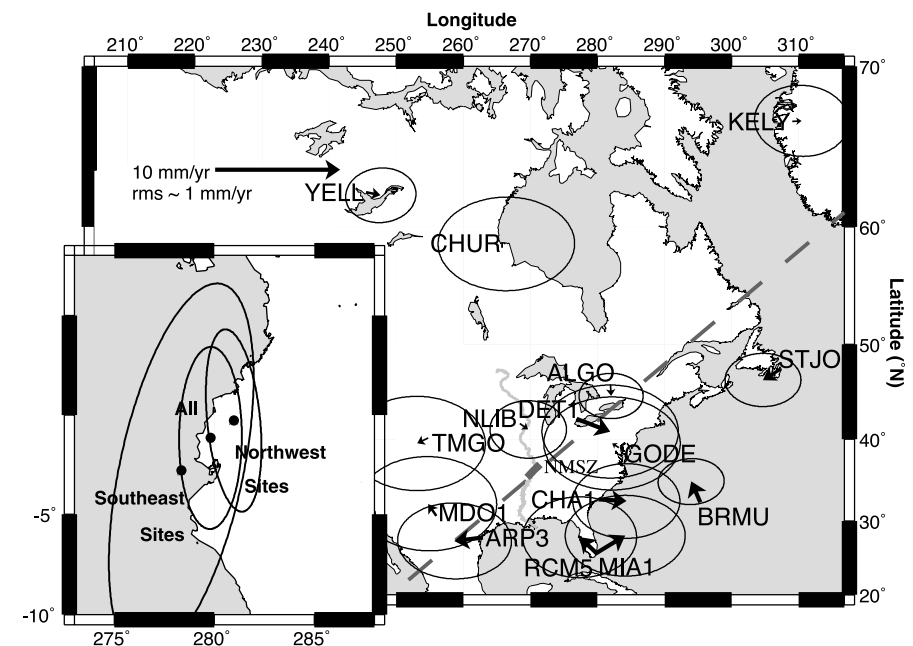 Longitude
210° 220° 230° 240° 250° 260° 270° 280° 290° 300° 310°
70°
KELY
10 mm/yr
rms ~ 1 mm/yr
YELL
60°
CHUR
Latitude (°N)
50°
STJO
ALGO
NLIB
DET1
40°
TMGO
GODE
NMSZ
CHA1
BRMU
MDO1
30°
ARP3
RCM5
MIA1
20°
All
Northwest
Sites
Southeast
Sites
-5°
-10°
275° 280° 285°